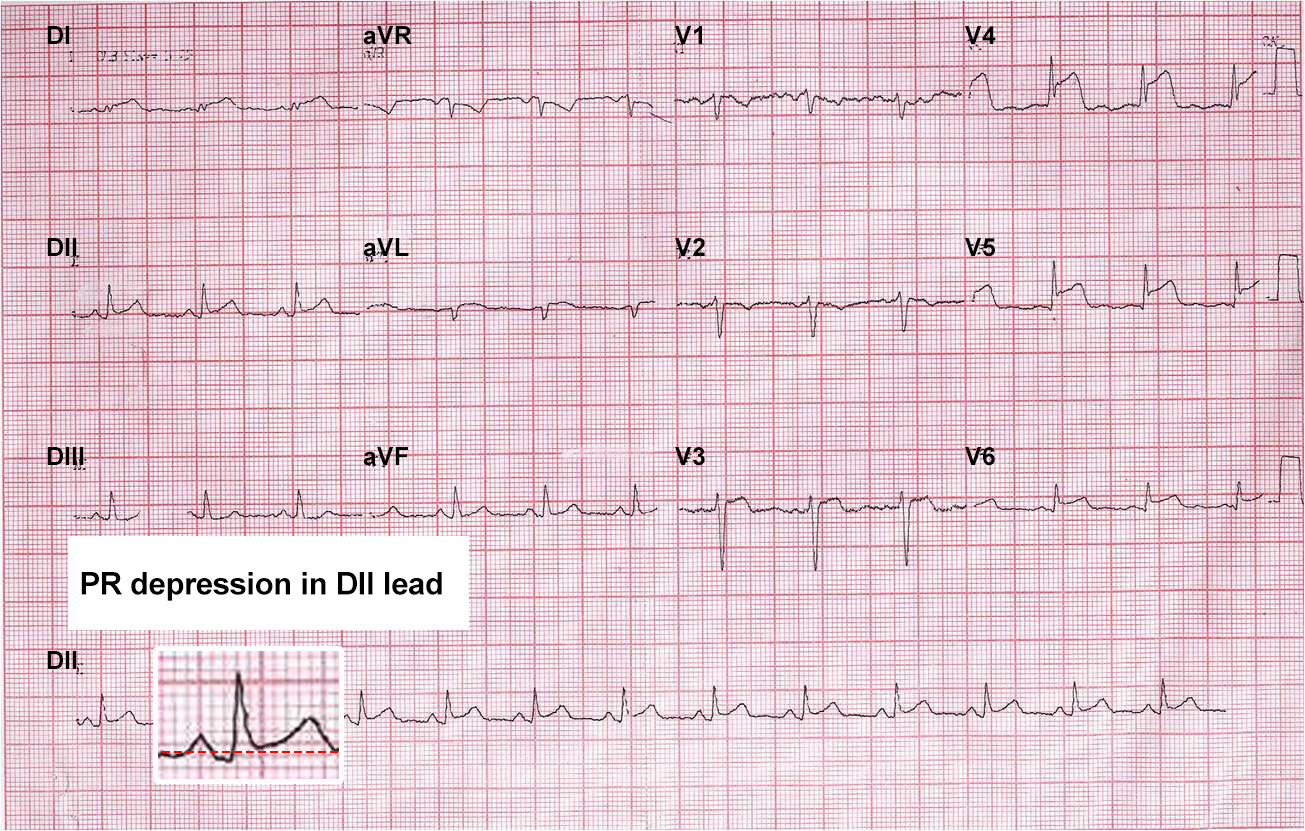 DI
aVR
V1
V4
DII
aVL
V2
V5
DIII
aVF
V3
V6
PR depression in DII lead
DII